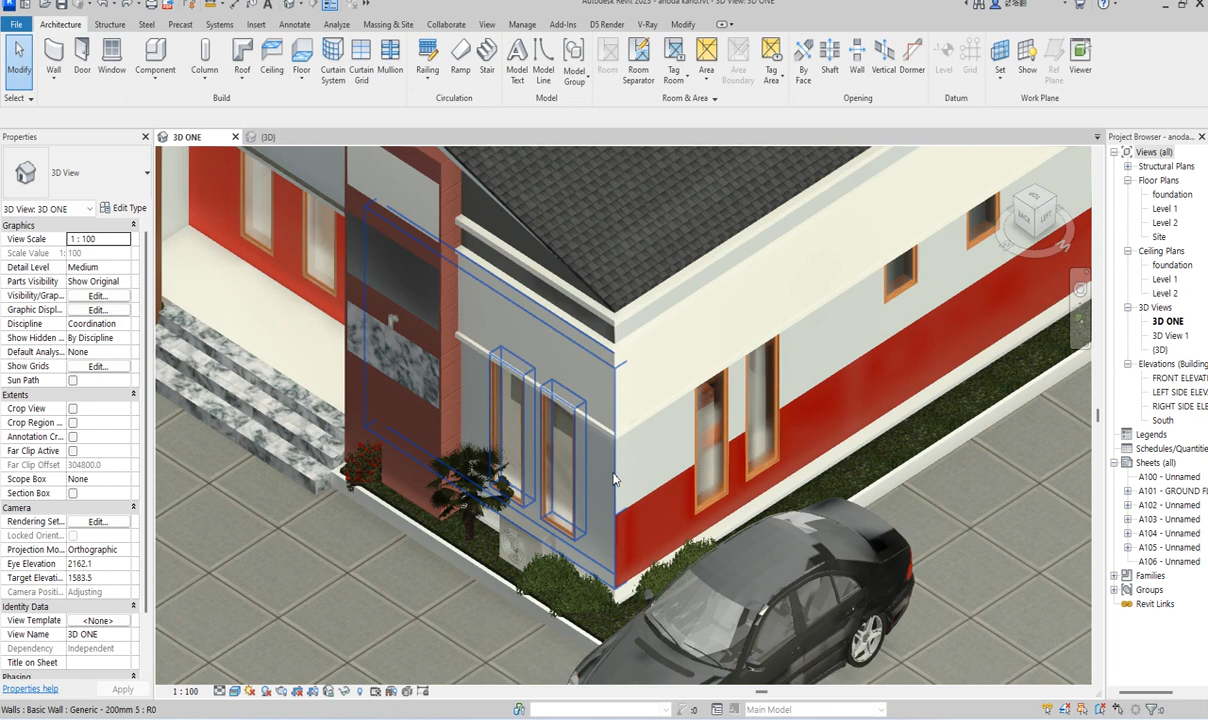 Autodesk Revit 2023 - anoda kand.rvt - 3D View: 3D ONE
File Architecture Structure Steel Precast Systems Insert Annotate Analyze Massing & Site Collaborate View Manage Add-Ins D5 Render V-Ray Modify
Modify Wall Door Window Component Column Roof Ceiling Floor Curtain System Curtain Grid Mullion Railing Ramp Stair Model Text Model Line Model Group Room Room Separator Tag Room Area Area Boundary Tag Area By Face Shaft Wall Vertical Dormer Level Grid Set Show Ref Plane Viewer
Select Build Circulation Model Room & Area Opening Datum Work Plane
Properties
3D ONE
{3D}
Project Browser - anoda...
3D View
3D View: 3D ONE
Edit Type
Graphics
View Scale 1 : 100
Scale Value 1: 100
Detail Level Medium
Parts Visibility Show Original
Visibility/Grap... Edit...
Graphic Displ... Edit...
Discipline Coordination
Show Hidden ... By Discipline
Default Analys... None
Show Grids Edit...
Sun Path
Extents
Crop View
Crop Region ...
Annotation Cr...
Far Clip Active
Far Clip Offset 304800.0
Scope Box None
Section Box
Camera
Rendering Set... Edit...
Locked Orient...
Projection Mo... Orthographic
Eye Elevation 2162.1
Target Elevati... 1583.5
Camera Positi... Adjusting
Identity Data
View Template <None>
View Name 3D ONE
Dependency Independent
Title on Sheet
Phasing
Properties help
Apply
TOP
BACK
LEFT
Views (all)
Structural Plans
Floor Plans
foundation
Level 1
Level 2
Site
Ceiling Plans
foundation
Level 1
Level 2
3D Views
3D ONE
3D View 1
{3D}
Elevations (Building
FRONT ELEVAT
LEFT SIDE ELEV
RIGHT SIDE ELE
South
Legends
Schedules/Quantitie
Sheets (all)
A100 - Unnamed
A101 - GROUND FL
A102 - Unnamed
A103 - Unnamed
A104 - Unnamed
A105 - Unnamed
A106 - Unnamed
Families
Groups
Revit Links
1 : 100
Walls : Basic Wall : Generic - 200mm 5 : R0
:0
Main Model
:0